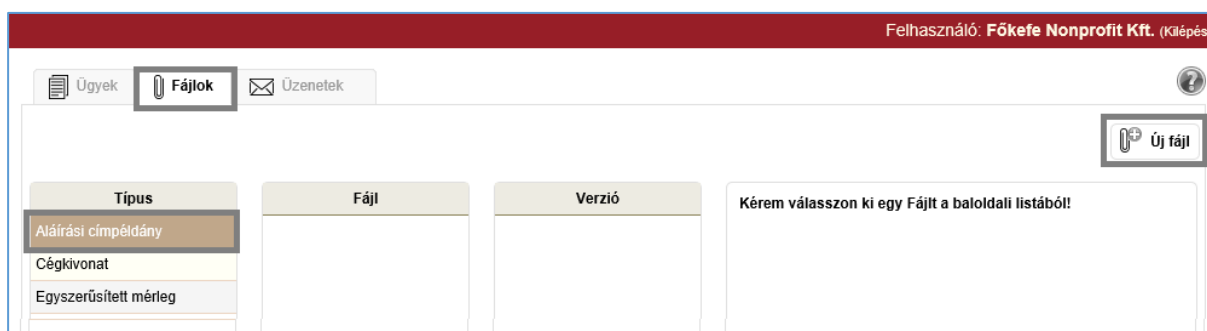 Felhasználó: Főkefe Nonprofit Kft. (Kilépés
Ügyek Fájlok Üzenetek
Új fájl
Típus Fájl Verzió
Kérem válasszon ki egy Fájlt a baloldali listából!
Aláírási címpéldány
Cégkivonat
Egyszerűsített mérleg